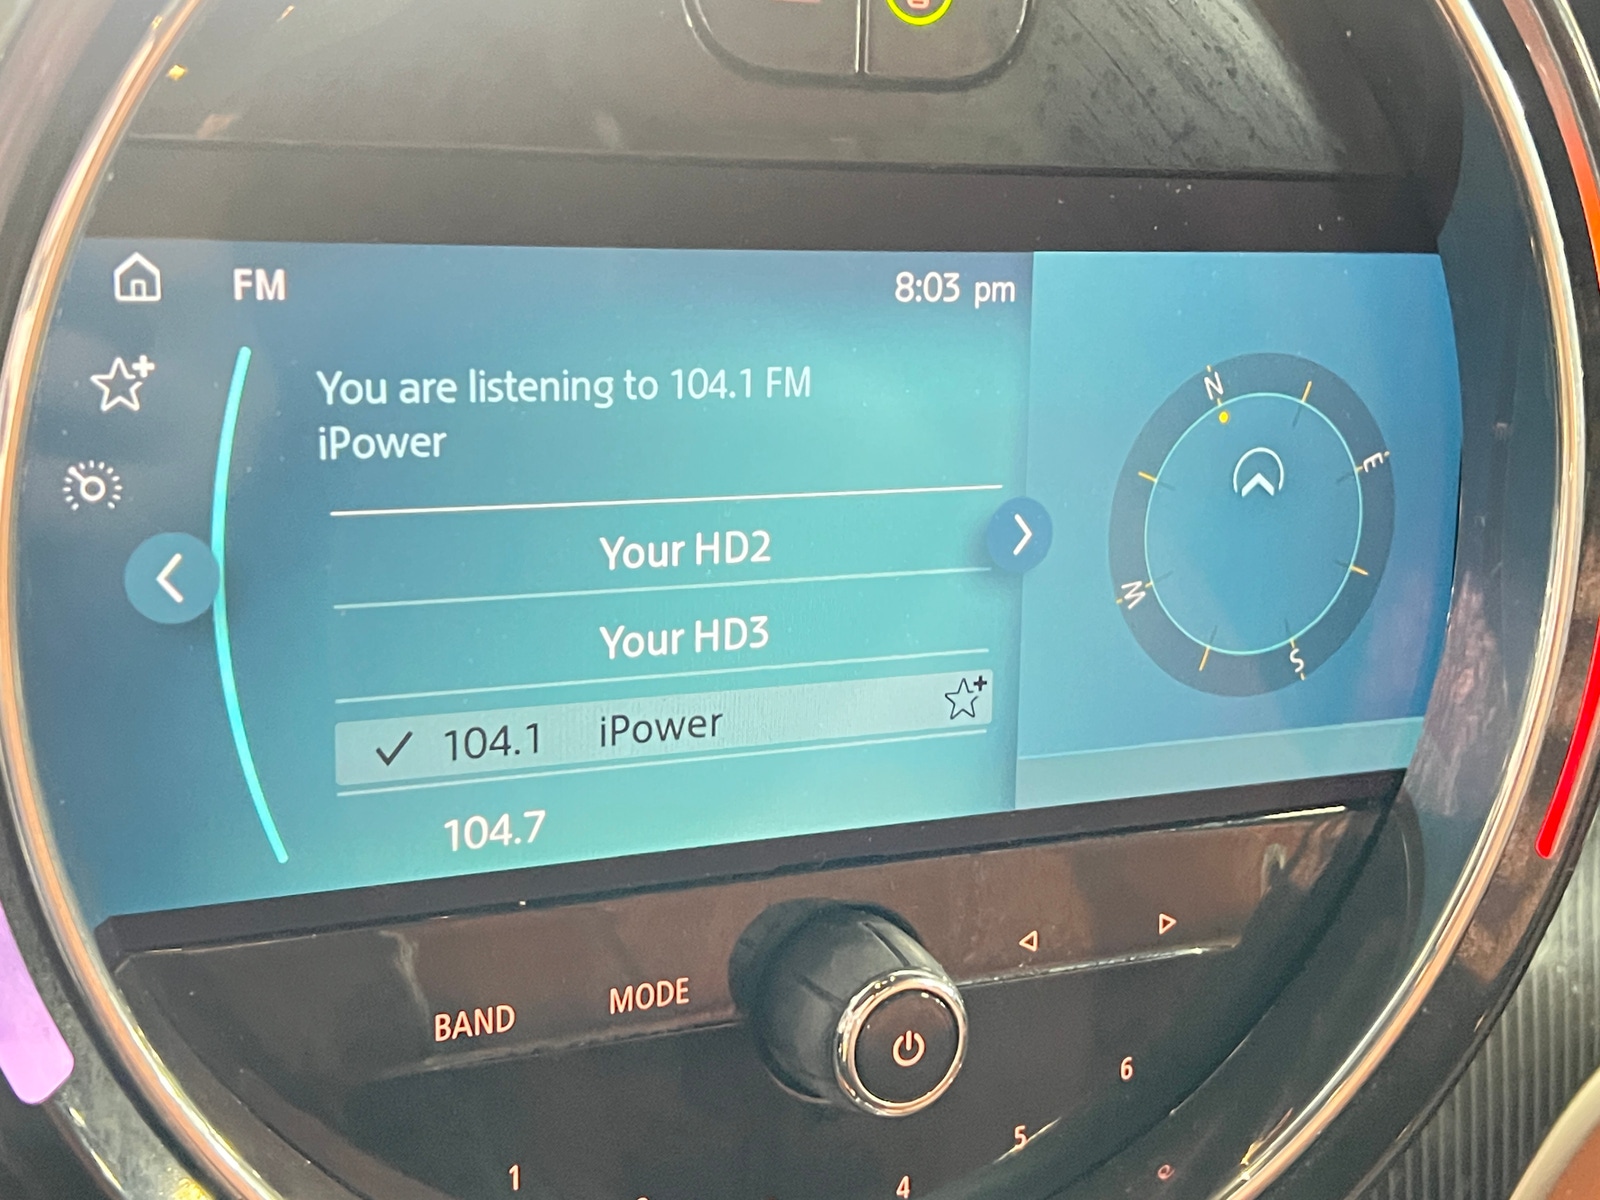 FM
8:03 pm
You are listening to 104.1 FM
iPower
Your HD2
Your HD3
104.1 iPower
104.7
N
E
S
W
BAND
MODE
1
4
5
6